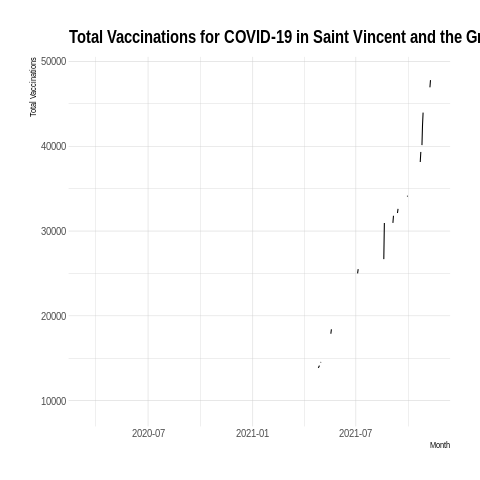 Total Vaccinations for COVID-19 in Saint Vincent and the Gr
Total Vaccinations
50000
40000
30000
20000
10000
2020-07 2021-01 2021-07
Month